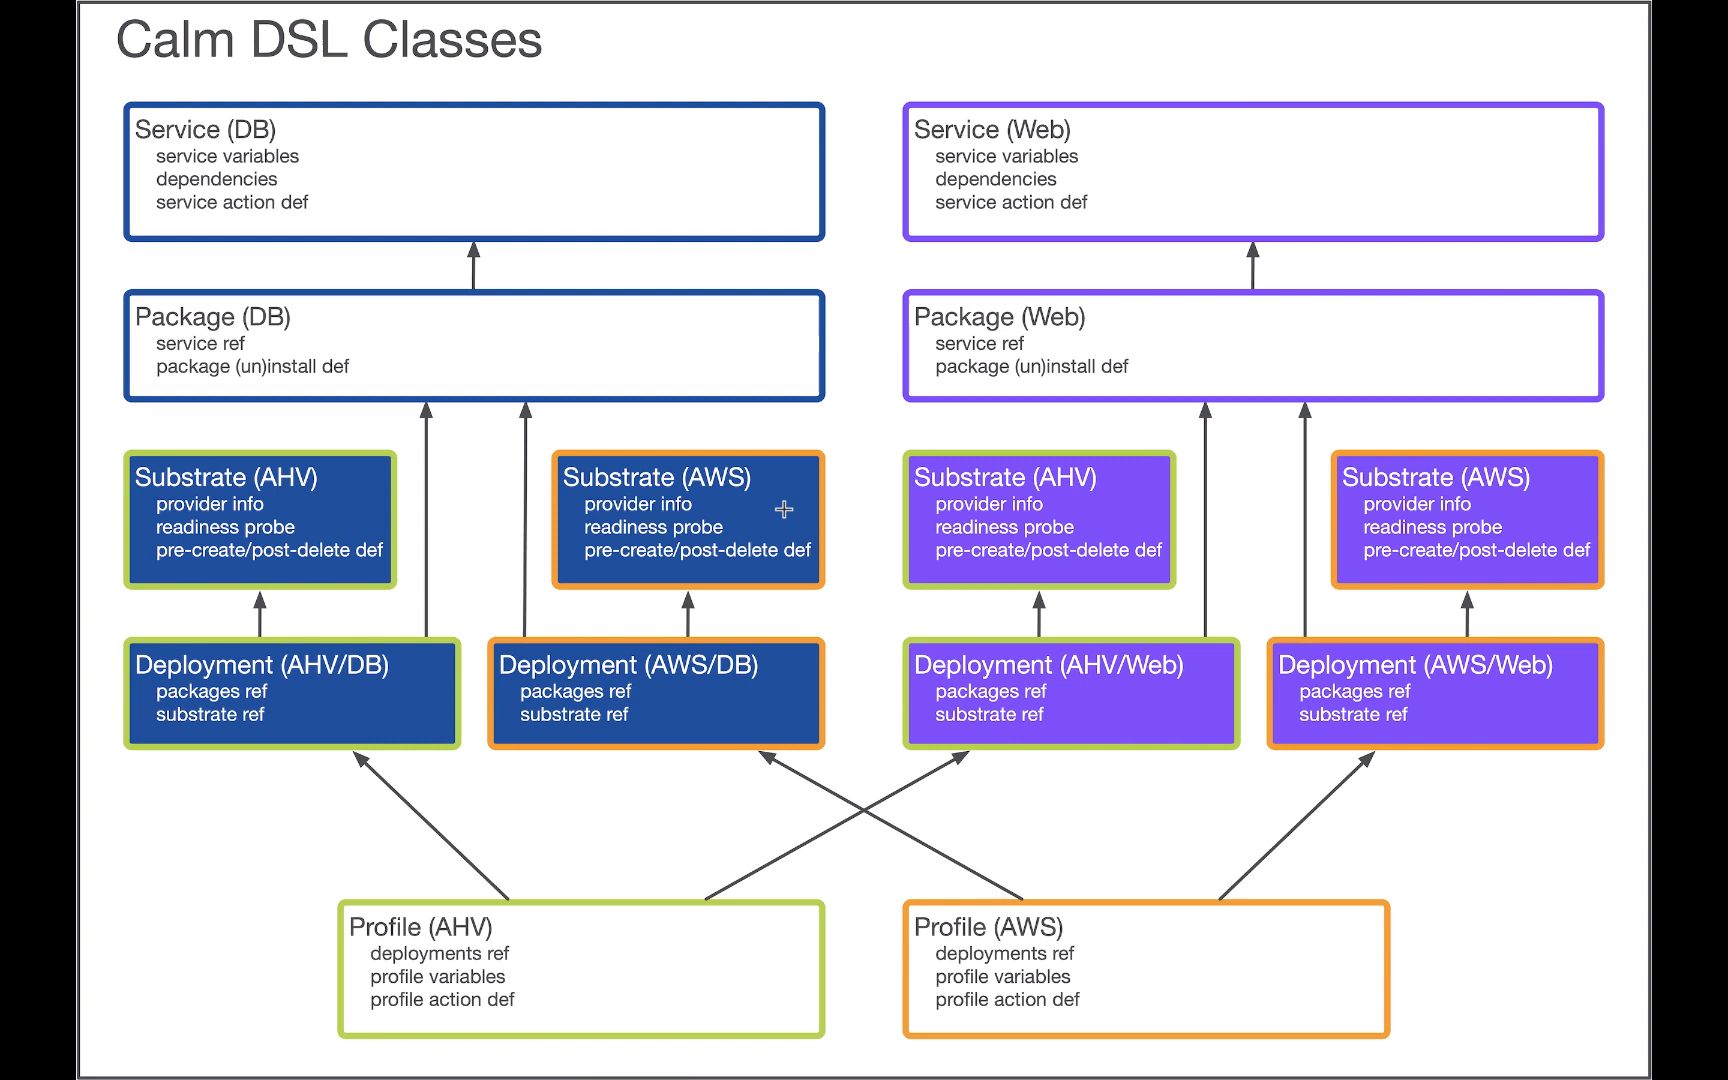 Calm DSL Classes
Service (DB)
service variables
dependencies
service action def
Service (Web)
service variables
dependencies
service action def
Package (DB)
service ref
package (un)install def
Package (Web)
service ref
package (un)install def
Substrate (AHV)
provider info
readiness probe
pre-create/post-delete def
Substrate (AWS)
provider info
readiness probe
pre-create/post-delete def
Substrate (AHV)
provider info
readiness probe
pre-create/post-delete def
Substrate (AWS)
provider info
readiness probe
pre-create/post-delete def
Deployment (AHV/DB)
packages ref
substrate ref
Deployment (AWS/DB)
packages ref
substrate ref
Deployment (AHV/Web)
packages ref
substrate ref
Deployment (AWS/Web)
packages ref
substrate ref
Profile (AHV)
deployments ref
profile variables
profile action def
Profile (AWS)
deployments ref
profile variables
profile action def